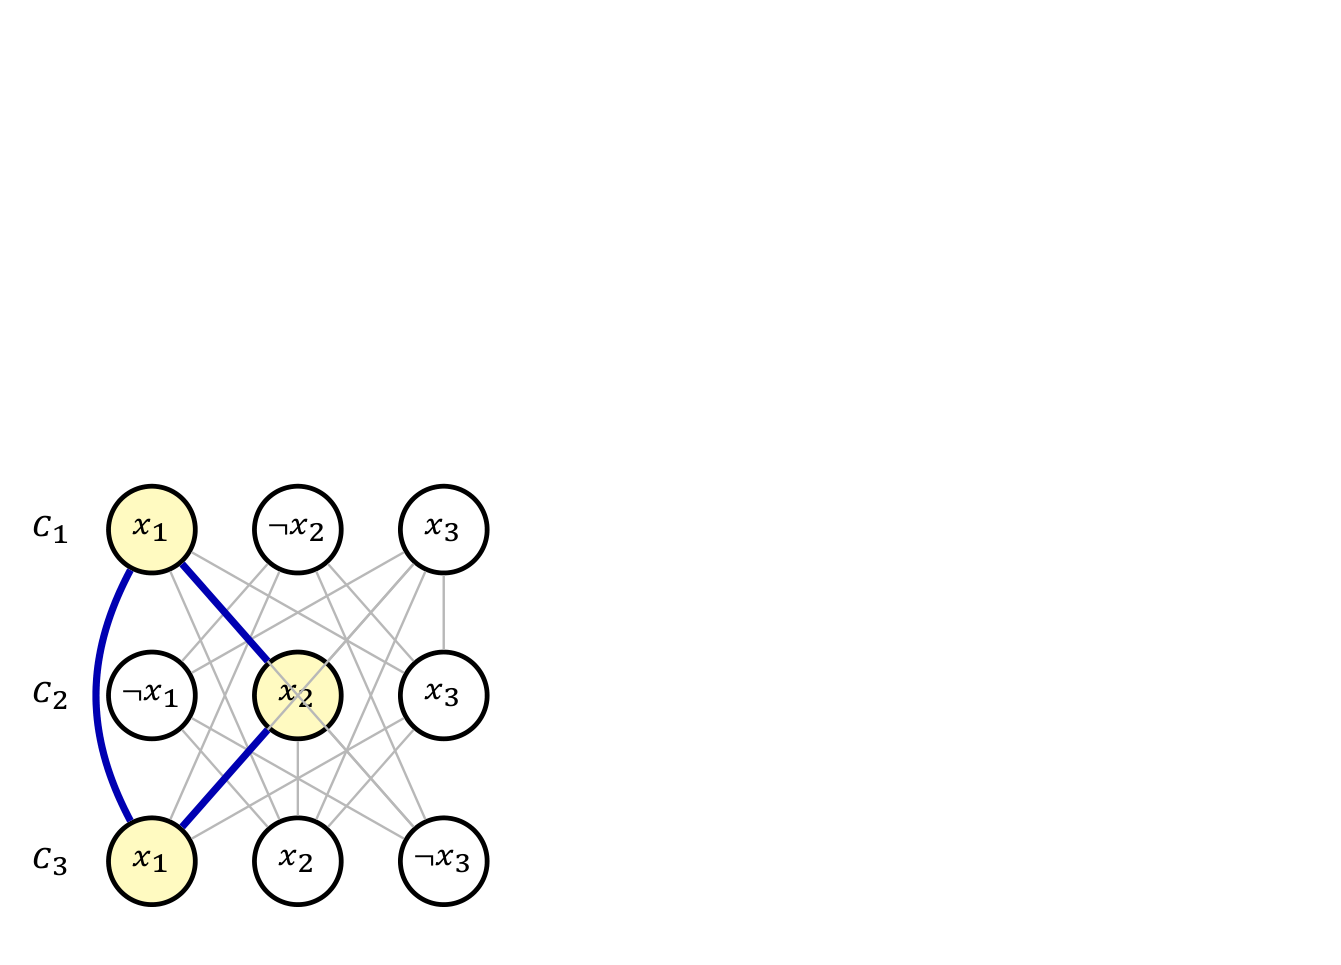 C₁ x₁ ¬x₂ x₃
C₂ ¬x₁ x₂ x₃
C₃ x₁ x₂ ¬x₃